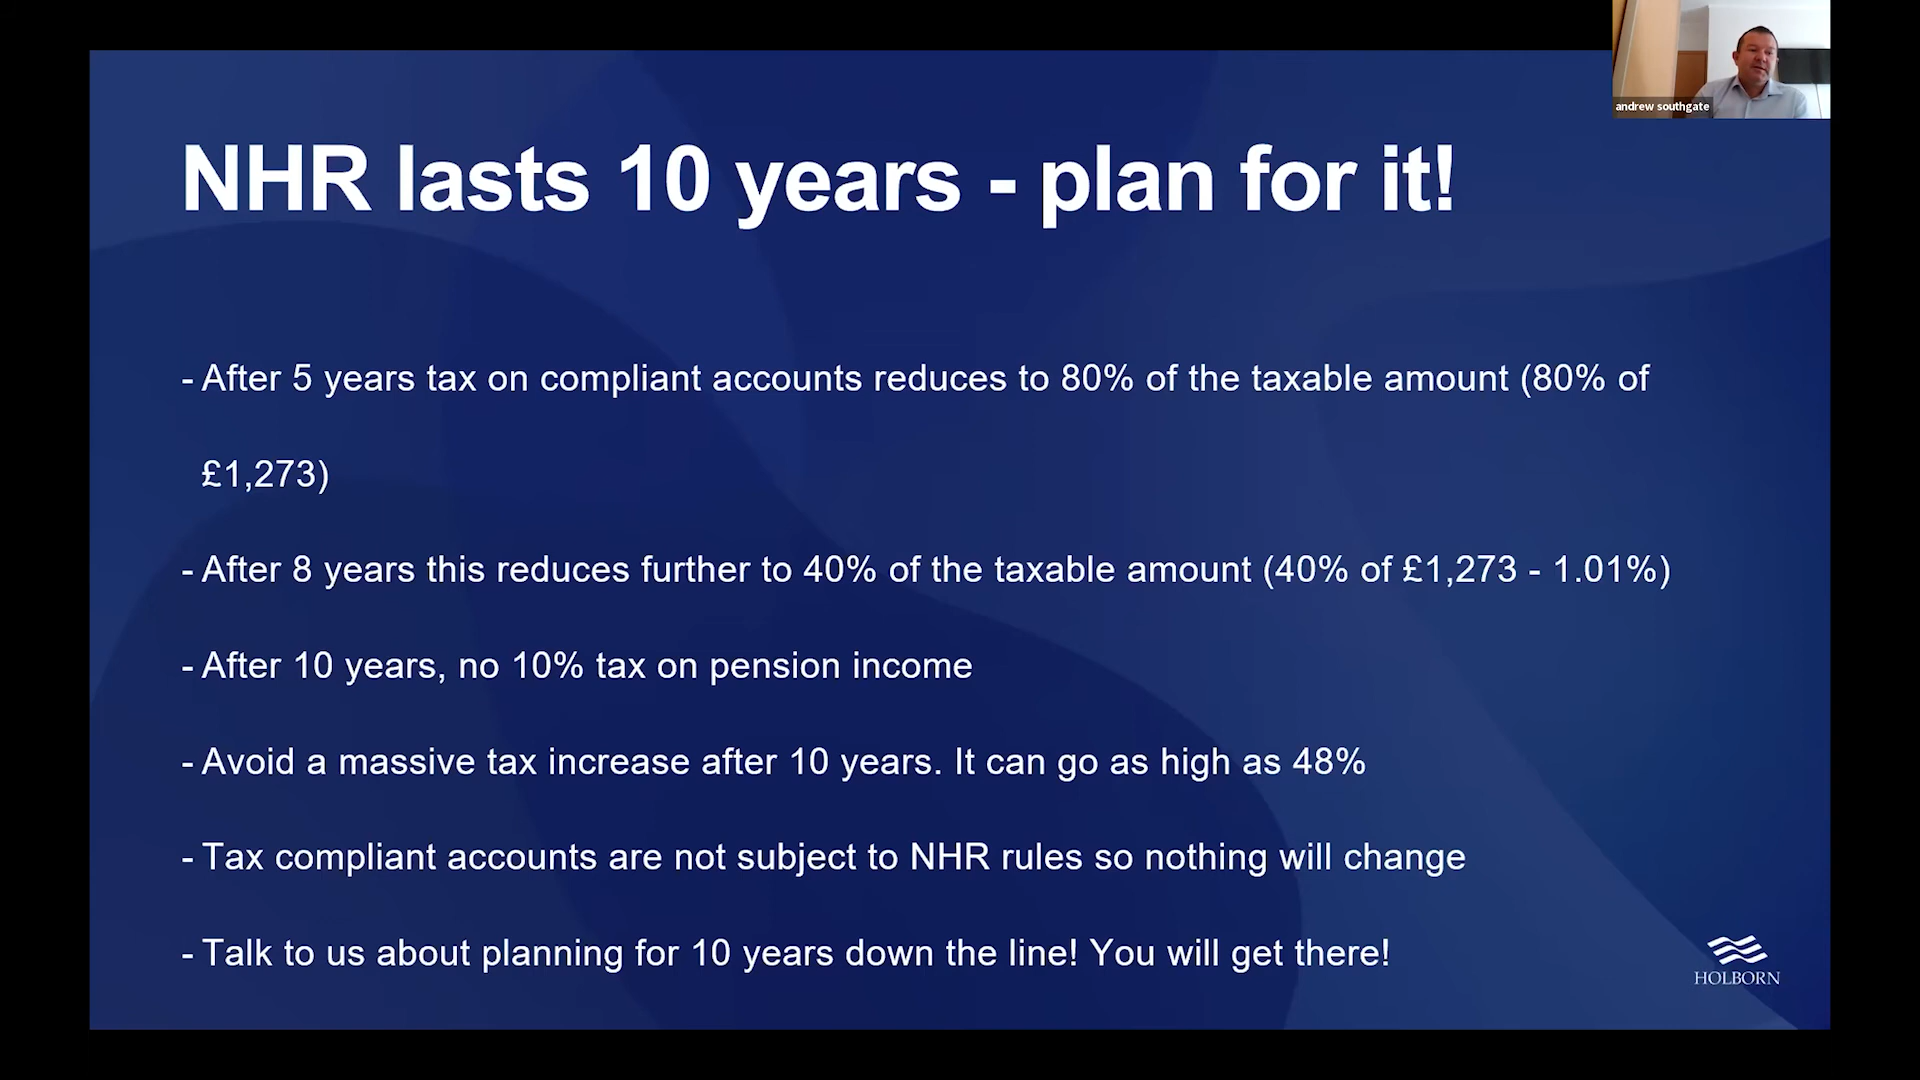 andrew southgate
NHR lasts 10 years - plan for it!
- After 5 years tax on compliant accounts reduces to 80% of the taxable amount (80% of
£1,273)
- After 8 years this reduces further to 40% of the taxable amount (40% of £1,273 - 1.01%)
- After 10 years, no 10% tax on pension income
- Avoid a massive tax increase after 10 years. It can go as high as 48%
- Tax compliant accounts are not subject to NHR rules so nothing will change
- Talk to us about planning for 10 years down the line! You will get there!
HOLBORN